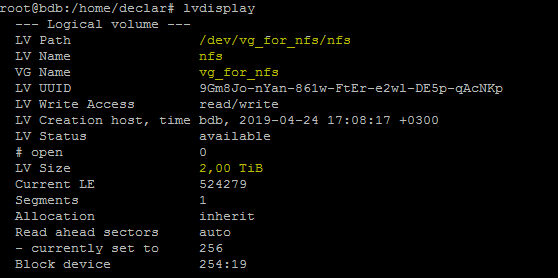 root@bdb:/home/declar# lvdisplay
--- Logical volume ---
LV Path /dev/vg_for_nfs/nfs
LV Name nfs
VG Name vg_for_nfs
LV UUID 9Gm8Jo-nYan-861w-FtEr-e2wl-DE5p-qAcNKp
LV Write Access read/write
LV Creation host, time bdb, 2019-04-24 17:08:17 +0300
LV Status available
# open 0
LV Size 2,00 TiB
Current LE 524279
Segments 1
Allocation inherit
Read ahead sectors auto
- currently set to 256
Block device 254:19